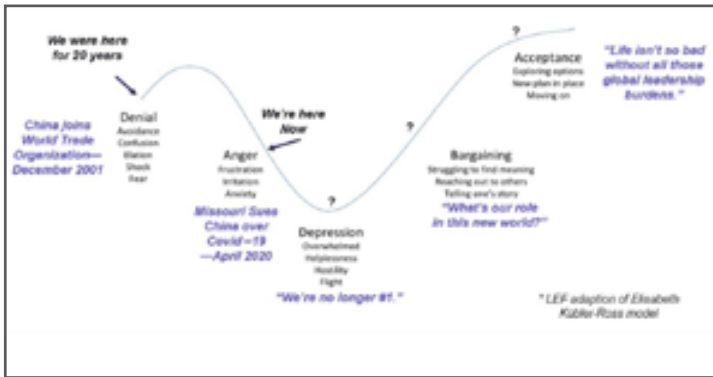 We were here
for 20 years
China joins
World Trade
Organization—
December 2001
Denial
Avoidance
Confusion
Elation
Shock
Fear
We're here
Now
Anger
Frustration
Irritation
Anxiety
Missouri Sues
China over
Covid-19
—April 2020
?
Depression
Overwhelmed
Helplessness
Hostility
Flight
"We're no longer #1."
?
Bargaining
Struggling to find meaning
Reaching out to others
Telling one's story
"What's our role
in this new world?"
?
Acceptance
Exploring options
New plan in place
Moving on
"Life isn't so bad
without all those
global leadership
burdens."
* LEF adaption of Elisabeth
Kübler-Ross
model